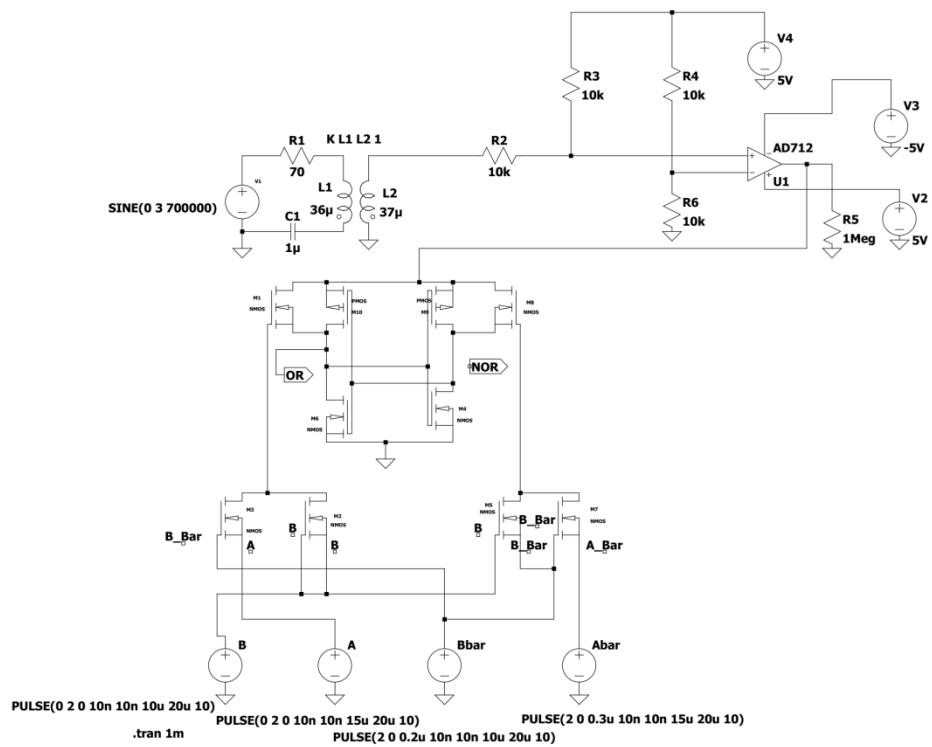 V4
5V
R3
10k
R4
10k
V3
-5V
AD712
U1
V2
5V
R5
1Meg
R6
10k
R2
10k
K L1 L2 1
R1
70
L1
36µ
L2
37µ
C1
1µ
V1
SINE(0 3 700000)
M1
NMOS
PMOS
M10
PMOS
M9
M8
NMOS
OR
NOR
M6
NMOS
M4
NMOS
M3
NMOS
B_Bar
A
M2
NMOS
B
B
M5
NMOS
B
B_Bar
B_Bar
M7
NMOS
A_Bar
B
A
Bbar
Abar
PULSE(0 2 0 10n 10n 10u 20u 10)
PULSE(0 2 0 10n 10n 15u 20u 10)
PULSE(2 0 0.3u 10n 10n 15u 20u 10)
.tran 1m
PULSE(2 0 0.2u 10n 10n 10u 20u 10)